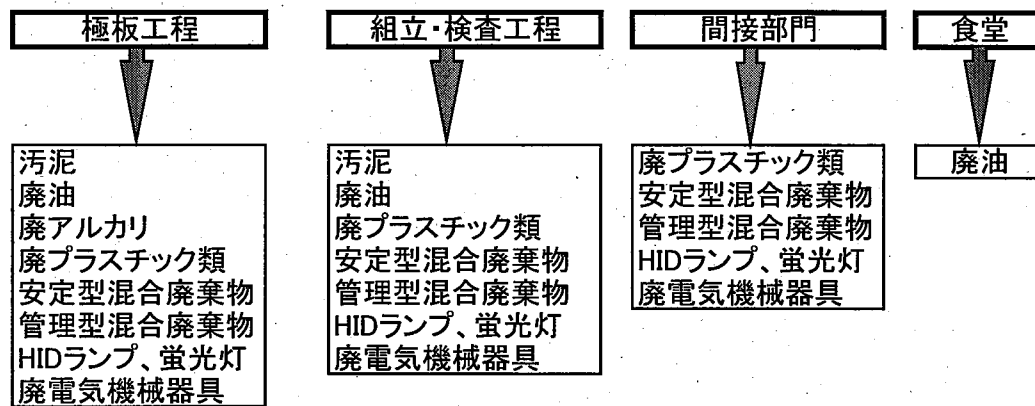 極板工程
組立・検査工程
間接部門
食堂
汚泥
廃油
廃アルカリ
廃プラスチック類
安定型混合廃棄物
管理型混合廃棄物
HIDランプ、蛍光灯
廃電気機械器具
汚泥
廃油
廃プラスチック類
安定型混合廃棄物
管理型混合廃棄物
HIDランプ、蛍光灯
廃電気機械器具
廃プラスチック類
安定型混合廃棄物
管理型混合廃棄物
HIDランプ、蛍光灯
廃電気機械器具
廃油